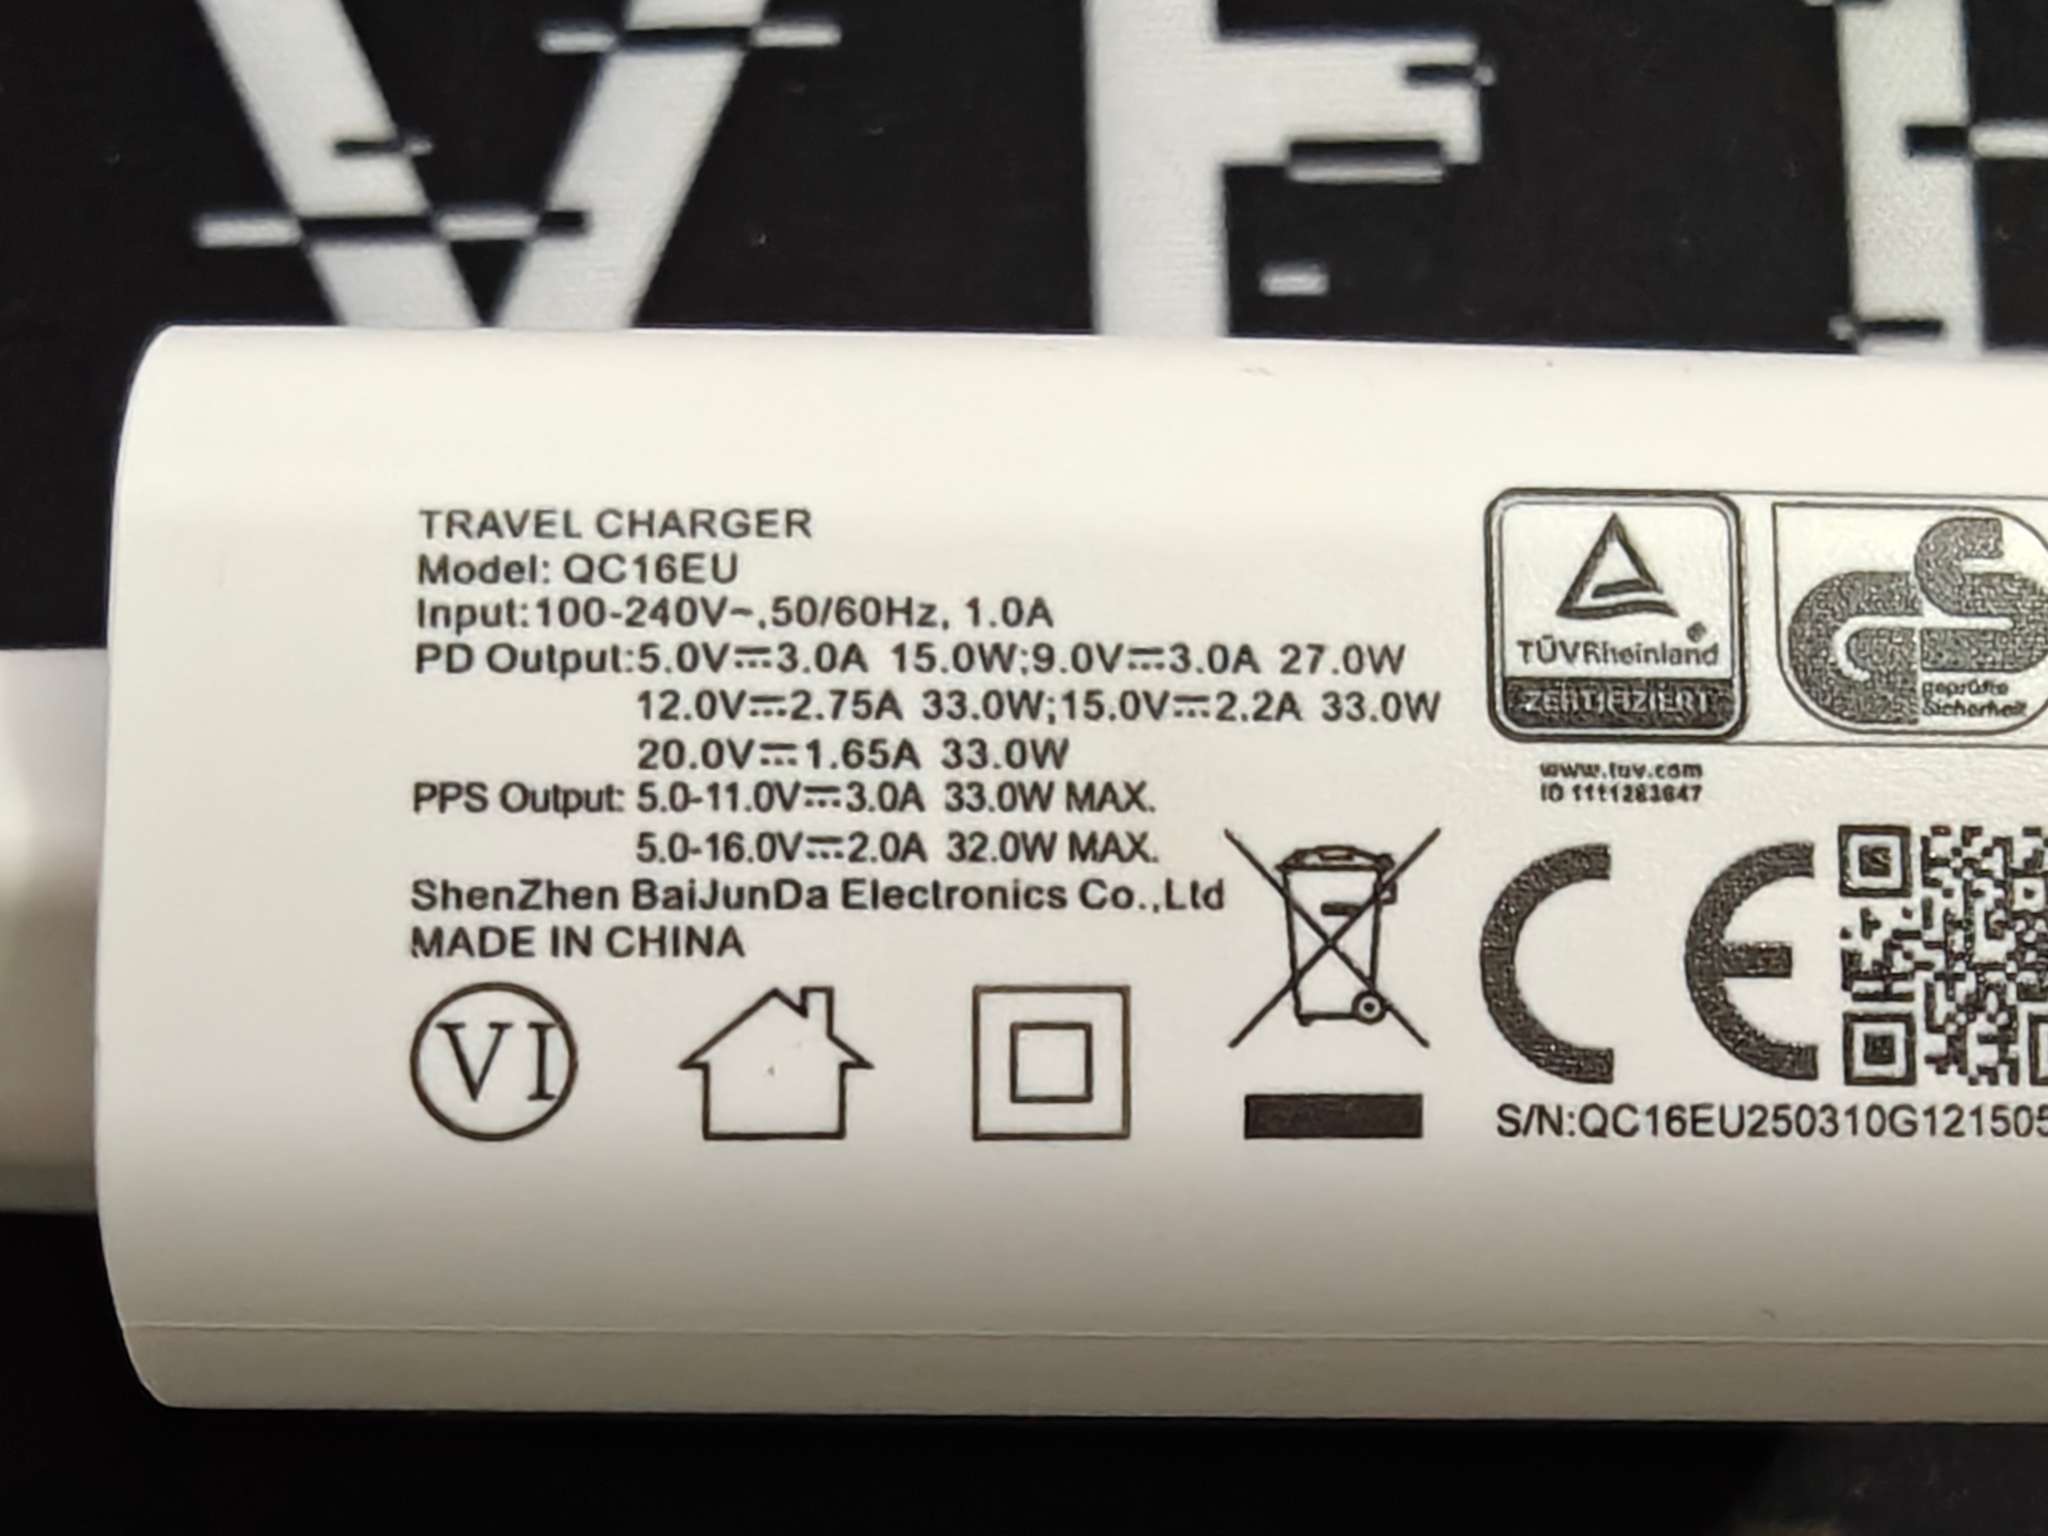 TRAVEL CHARGER
Model: QC16EU
Input:100-240V~,50/60Hz, 1.0A
PD Output:5.0V⎓3.0A 15.0W;9.0V⎓3.0A 27.0W
12.0V⎓2.75A 33.0W;15.0V⎓2.2A 33.0W
20.0V⎓1.65A 33.0W
PPS Output: 5.0-11.0V⎓3.0A 33.0W MAX.
5.0-16.0V⎓2.0A 32.0W MAX.
ShenZhen BaiJunDa Electronics Co.,Ltd
MADE IN CHINA
VI
TÜVRheinland
ZERTIFIZIERT
geprüfte
Sicherheit
www.tuv.com
ID 1111283647
CE
S/N:QC16EU250310G121505